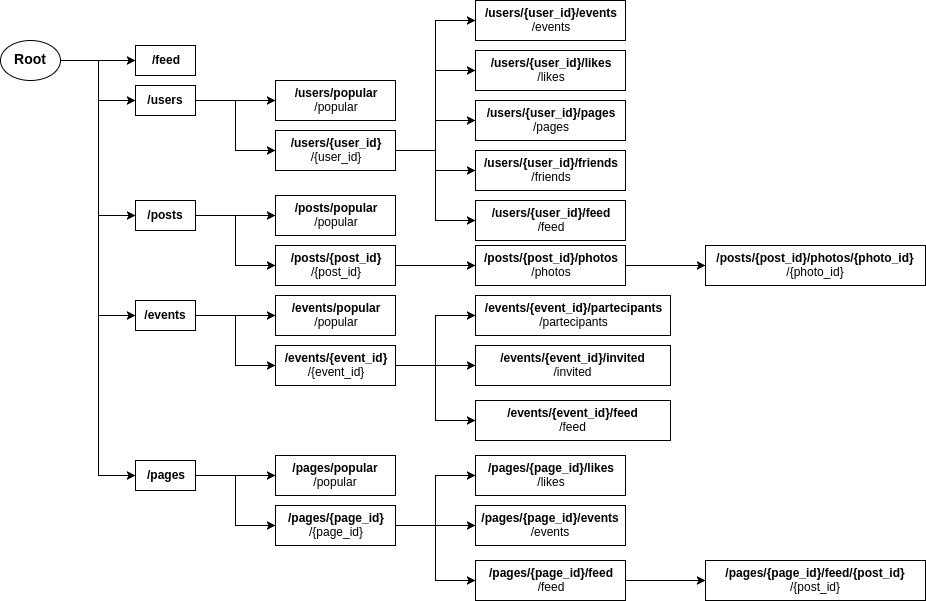 Root
/feed
/users
/users/popular
/popular
/users/{user_id}
/{user_id}
/users/{user_id}/events
/events
/users/{user_id}/likes
/likes
/users/{user_id}/pages
/pages
/users/{user_id}/friends
/friends
/users/{user_id}/feed
/feed
/posts
/posts/popular
/popular
/posts/{post_id}
/{post_id}
/posts/{post_id}/photos
/photos
/posts/{post_id}/photos/{photo_id}
/{photo_id}
/events
/events/popular
/popular
/events/{event_id}
/{event_id}
/events/{event_id}/partecipants
/partecipants
/events/{event_id}/invited
/invited
/events/{event_id}/feed
/feed
/pages
/pages/popular
/popular
/pages/{page_id}
/{page_id}
/pages/{page_id}/likes
/likes
/pages/{page_id}/events
/events
/pages/{page_id}/feed
/feed
/pages/{page_id}/feed/{post_id}
/{post_id}